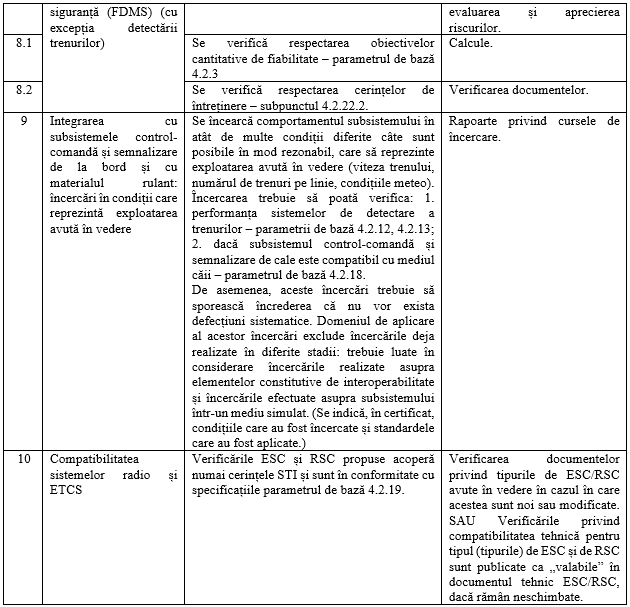 siguranță (FDMS) (cu
excepția detectării
trenurilor)
evaluarea și aprecierea
riscurilor.
8.1
Se verifică respectarea obiectivelor
cantitative de fiabilitate – parametrul de bază
4.2.3
Calcule.
8.2
Se verifică respectarea cerințelor de
întreținere – subpunctul 4.2.22.2.
Verificarea documentelor.
9
Integrarea cu
subsistemele control-
comandă și semnalizare
de la bord și cu
materialul rulant:
încercări în condiții care
reprezintă exploatarea
avută în vedere
Se încearcă comportamentul subsistemului în
atât de multe condiții diferite câte sunt
posibile în mod rezonabil, care să reprezinte
exploatarea avută în vedere (viteza trenului,
numărul de trenuri pe linie, condițiile meteo).
Încercarea trebuie să poată verifica: 1.
performanța sistemelor de detectare a
trenurilor – parametrii de bază 4.2.12, 4.2.13;
2. dacă subsistemul control-comandă și
semnalizare de cale este compatibil cu mediul
căii – parametrul de bază 4.2.18.
De asemenea, aceste încercări trebuie să
sporească încrederea că nu vor exista
defecțiuni sistematice. Domeniul de aplicare
al acestor încercări exclude încercările deja
realizate în diferite stadii: trebuie luate în
considerare încercările realizate asupra
elementelor constitutive de interoperabilitate
și încercările efectuate asupra subsistemului
într-un mediu simulat. (Se indică, în certificat,
condițiile care au fost încercate și standardele
care au fost aplicate.)
Rapoarte privind cursele de
încercare.
10
Compatibilitatea
sistemelor radio și
ETCS
Verificările ESC și RSC propuse acoperă
numai cerințele STI și sunt în conformitate cu
specificațiile parametrul de bază 4.2.19.
Verificarea documentelor
privind tipurile de ESC/RSC
avute în vedere în cazul în care
acestea sunt noi sau modificate.
SAU Verificările privind
compatibilitatea tehnică pentru
tipul (tipurile) de ESC și de RSC
sunt publicate ca „valabile” în
documentul tehnic ESC/RSC,
dacă rămân neschimbate.